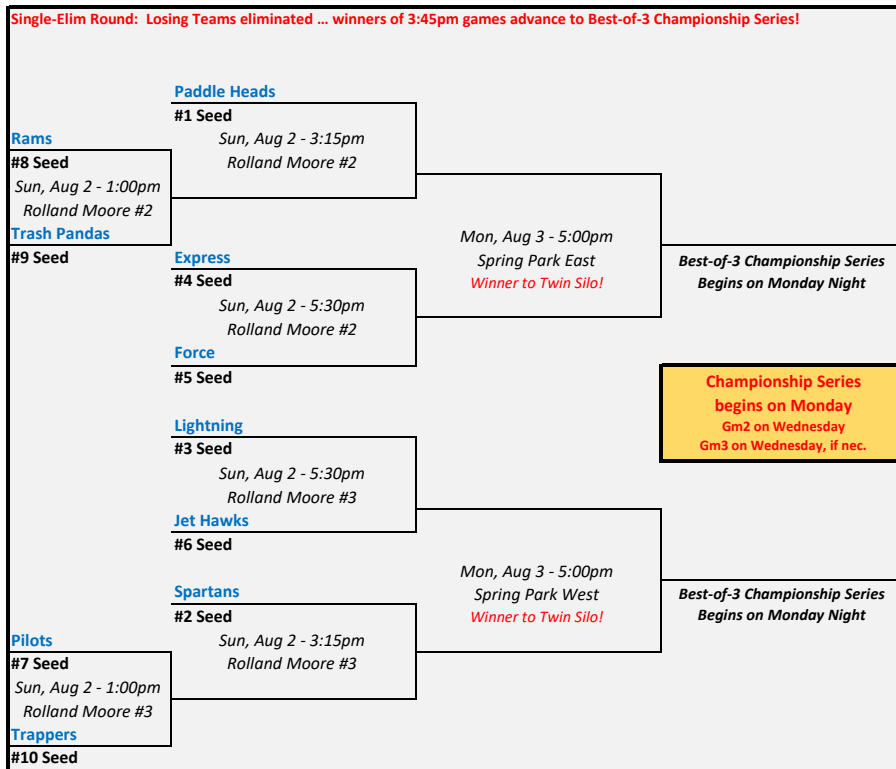 Single-Elim Round:  Losing Teams eliminated … winners of 3:45pm games advance to Best-of-3 Championship Series!
Paddle Heads
#1 Seed
Sun, Aug 2 - 3:15pm
Rolland Moore #2
Rams
#8 Seed
Sun, Aug 2 - 1:00pm
Rolland Moore #2
Trash Pandas
#9 Seed
Express
#4 Seed
Sun, Aug 2 - 5:30pm
Rolland Moore #2
Force
#5 Seed
Mon, Aug 3 - 5:00pm
Spring Park East
Winner to Twin Silo!
Best-of-3 Championship Series
Begins on Monday Night
Championship Series
begins on Monday
Gm2 on Wednesday
Gm3 on Wednesday, if nec.
Lightning
#3 Seed
Sun, Aug 2 - 5:30pm
Rolland Moore #3
Jet Hawks
#6 Seed
Mon, Aug 3 - 5:00pm
Spring Park West
Winner to Twin Silo!
Best-of-3 Championship Series
Begins on Monday Night
Spartans
#2 Seed
Sun, Aug 2 - 3:15pm
Rolland Moore #3
Pilots
#7 Seed
Sun, Aug 2 - 1:00pm
Rolland Moore #3
Trappers
#10 Seed